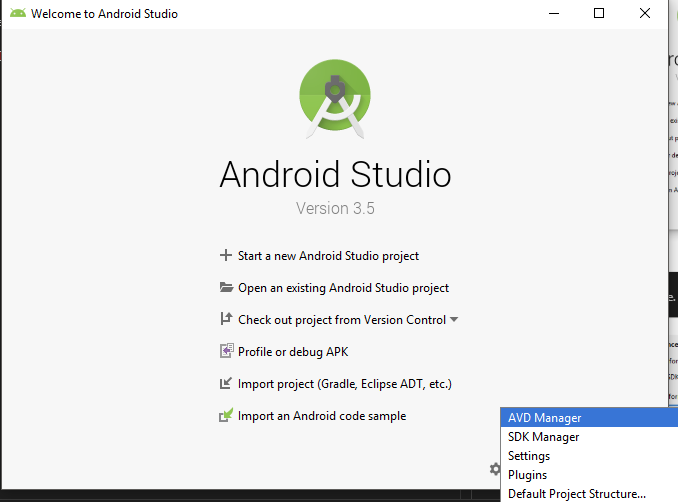 Welcome to Android Studio
Android Studio
Version 3.5
Start a new Android Studio project
Open an existing Android Studio project
Check out project from Version Control
Profile or debug APK
Import project (Gradle, Eclipse ADT, etc.)
Import an Android code sample
AVD Manager
SDK Manager
Settings
Plugins
Default Project Structure...